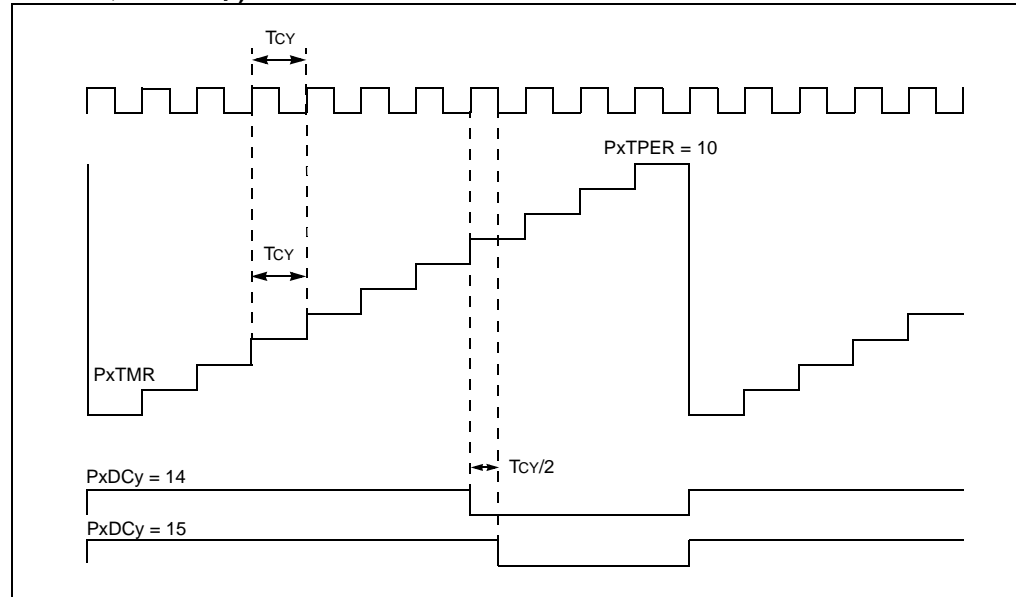 TCY
PxTPER = 10
TCY
PxTMR
TCY/2
PxDCy = 14
PxDCy = 15